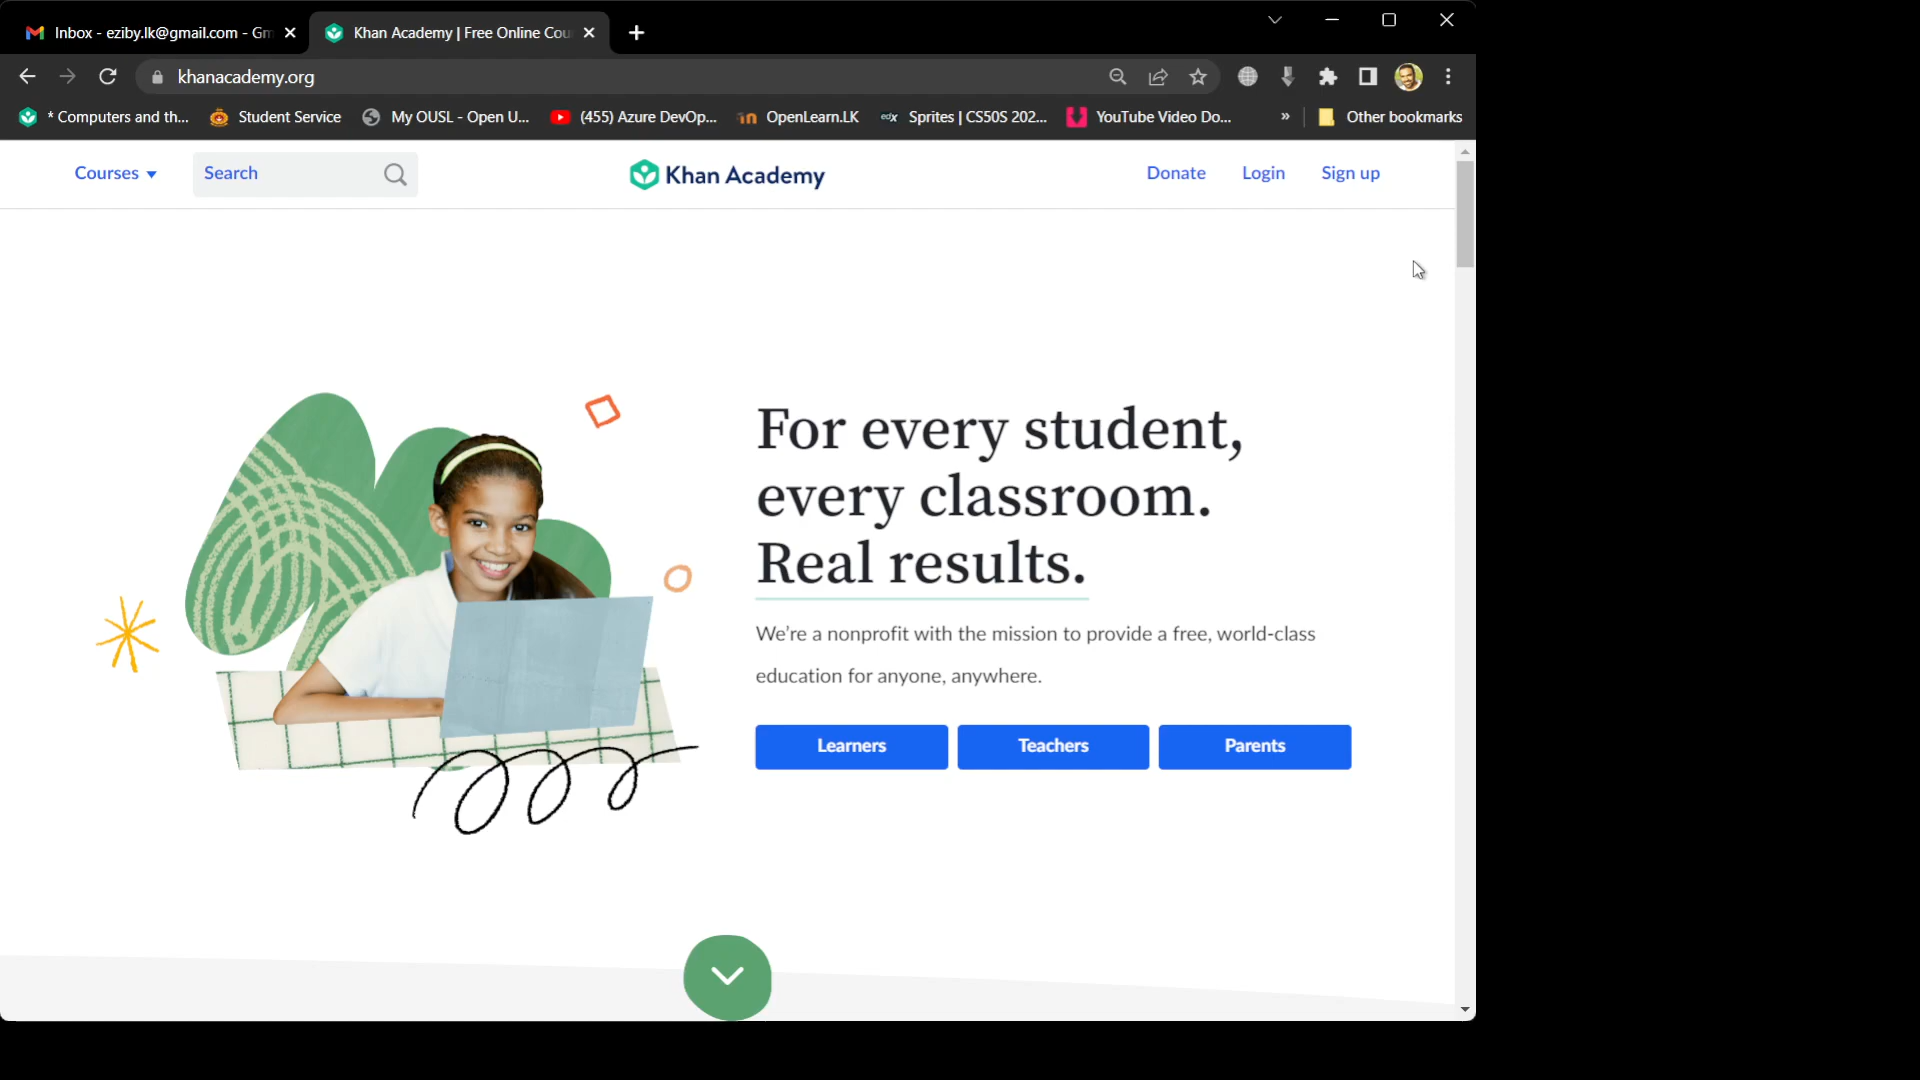 Inbox - eziby.lk@gmail.com - Gm
Khan Academy | Free Online Cou
khanacademy.org
* Computers and th...
Student Service
My OUSL - Open U...
(455) Azure DevOp...
OpenLearn.LK
edX
Sprites | CS50S 202...
YouTube Video Do...
»
Other bookmarks
Courses
Search
Khan Academy
Donate
Login
Sign up
For every student,
every classroom.
Real results.
We're a nonprofit with the mission to provide a free, world-class
education for anyone, anywhere.
Learners
Teachers
Parents